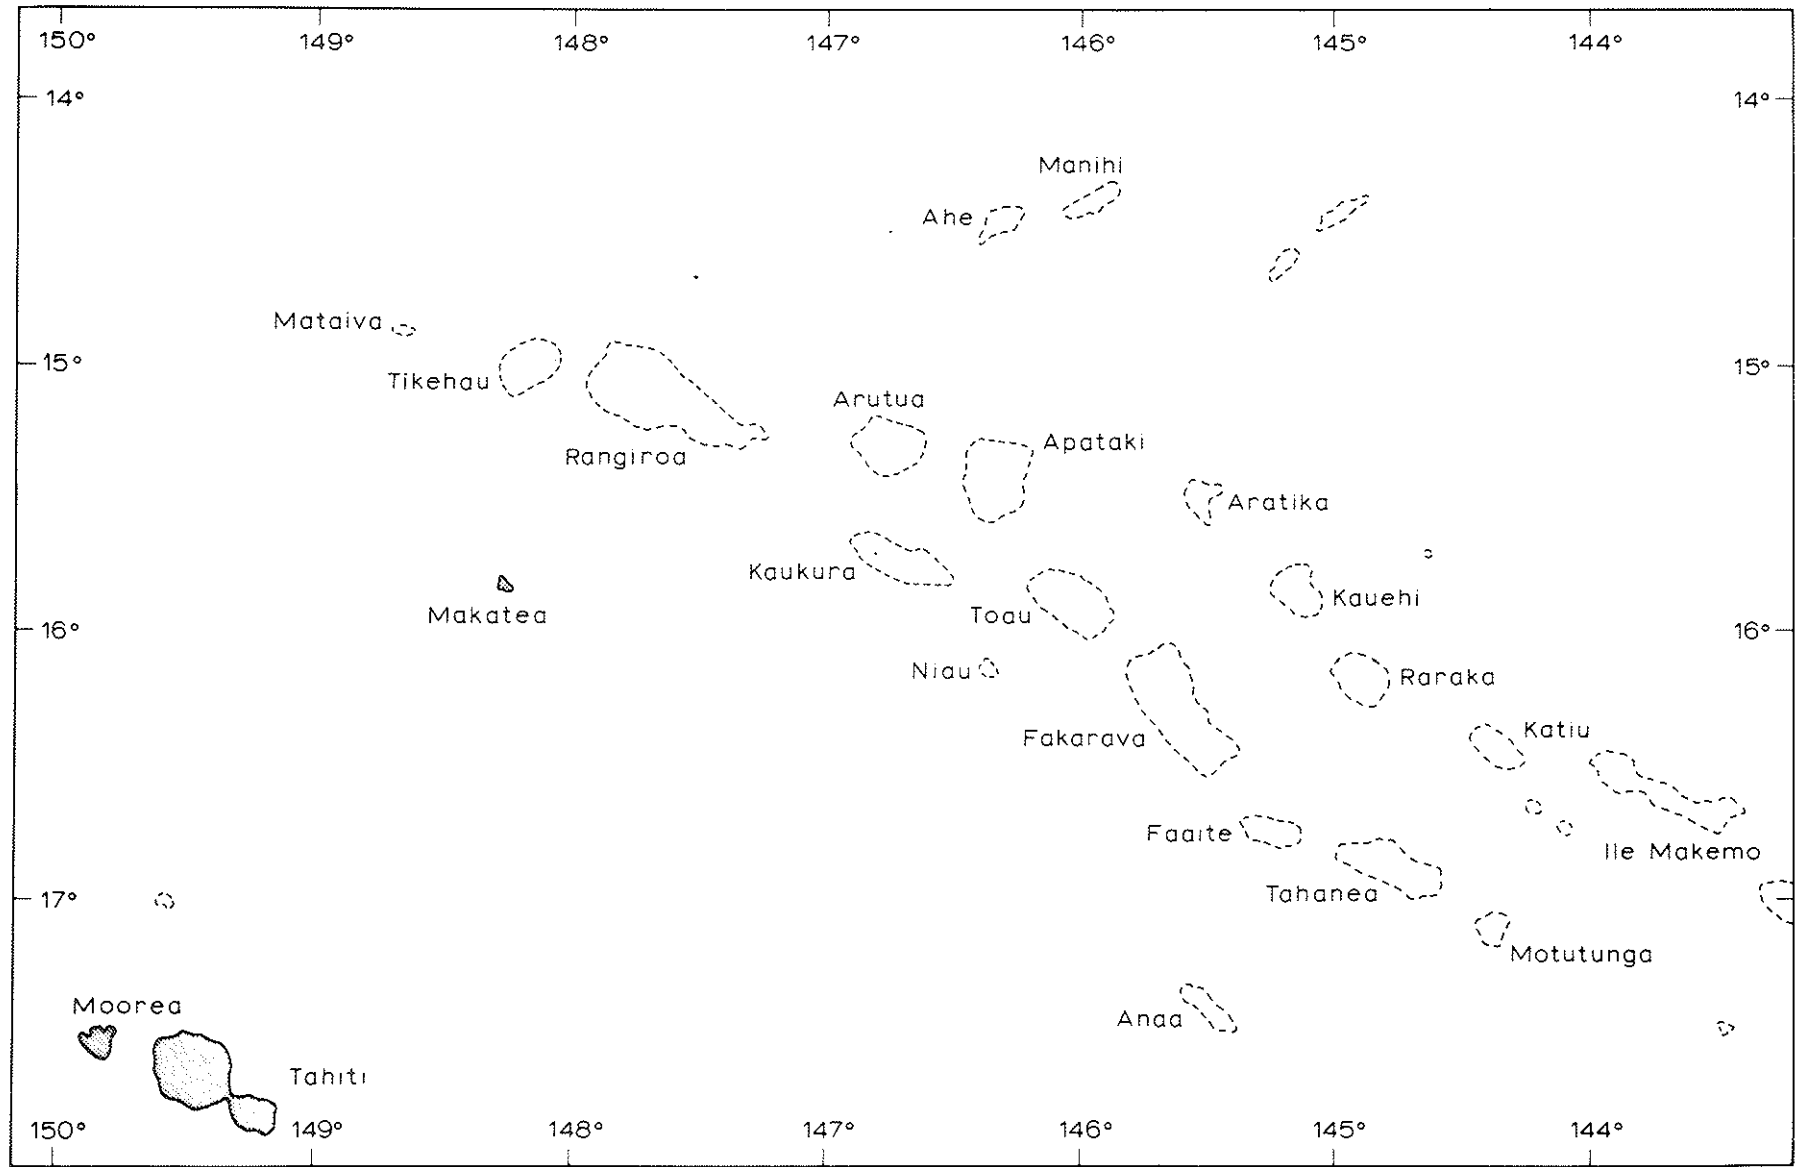 150° 149° 148° 147° 146° 145° 144°
14° 14°
Manihi
Ahe
Mataiva
15° 15°
Tikehau
Arutua
Apataki
Rangiroa
Aratika
Kaukura
Kauehi
Makatea
Toau
16° 16°
Niau
Raraka
Katiu
Fakarava
Faaite
Ile Makemo
Tahanea
17°
Motutunga
Moorea
Anaa
Tahiti
150° 149° 148° 147° 146° 145° 144°